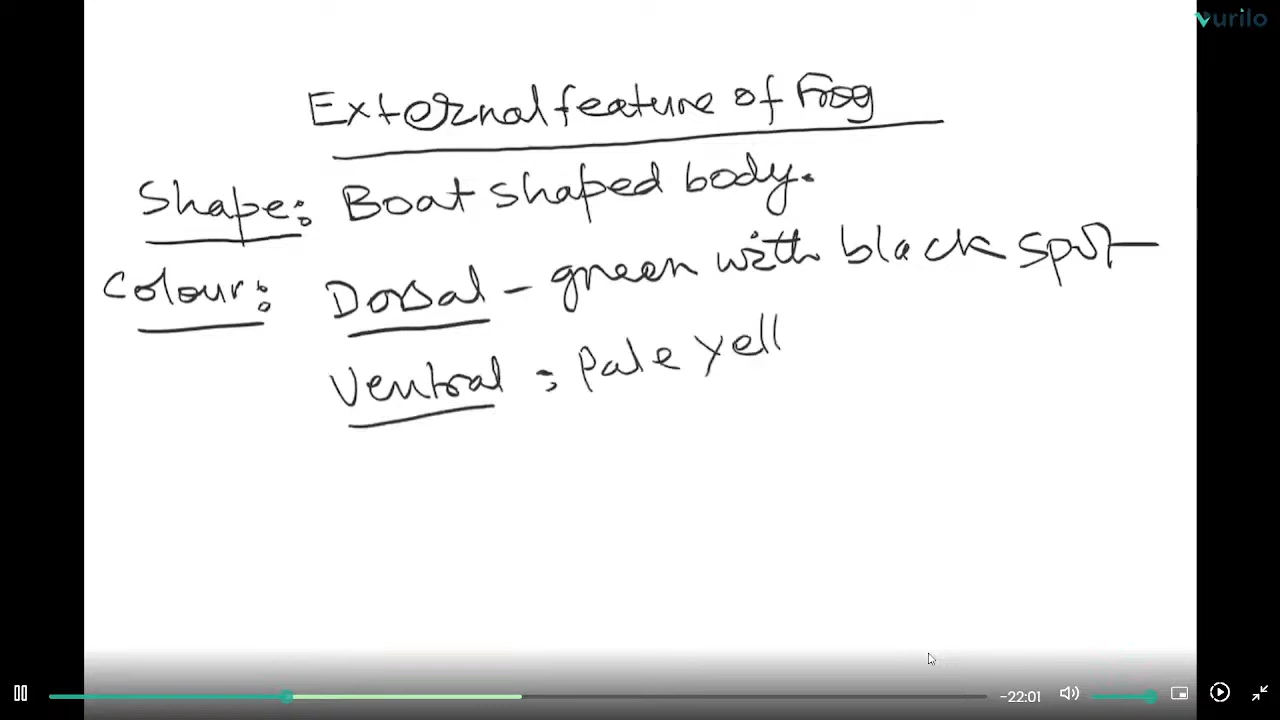 vurilo
External feature of Frog
Shape: Boat shaped body.
Colour: Dorsal - green with black spot
Ventral : Pale yell
-22:01